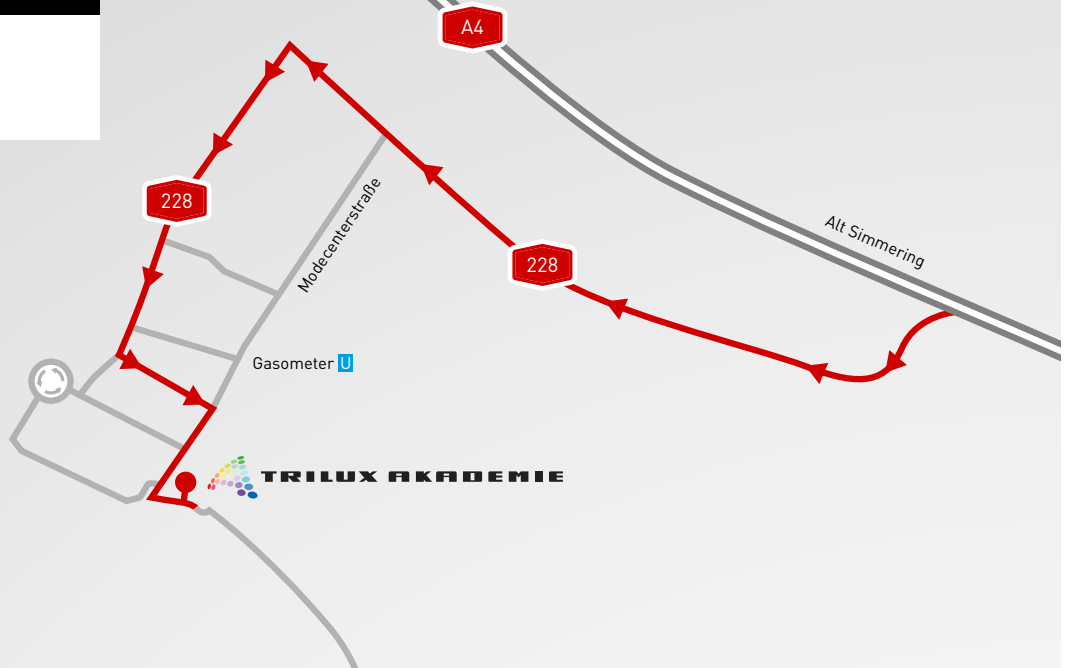 A4
228
Modecenterstraße
Alt Simmering
228
Gasometer U
TRILUX AKADEMIE